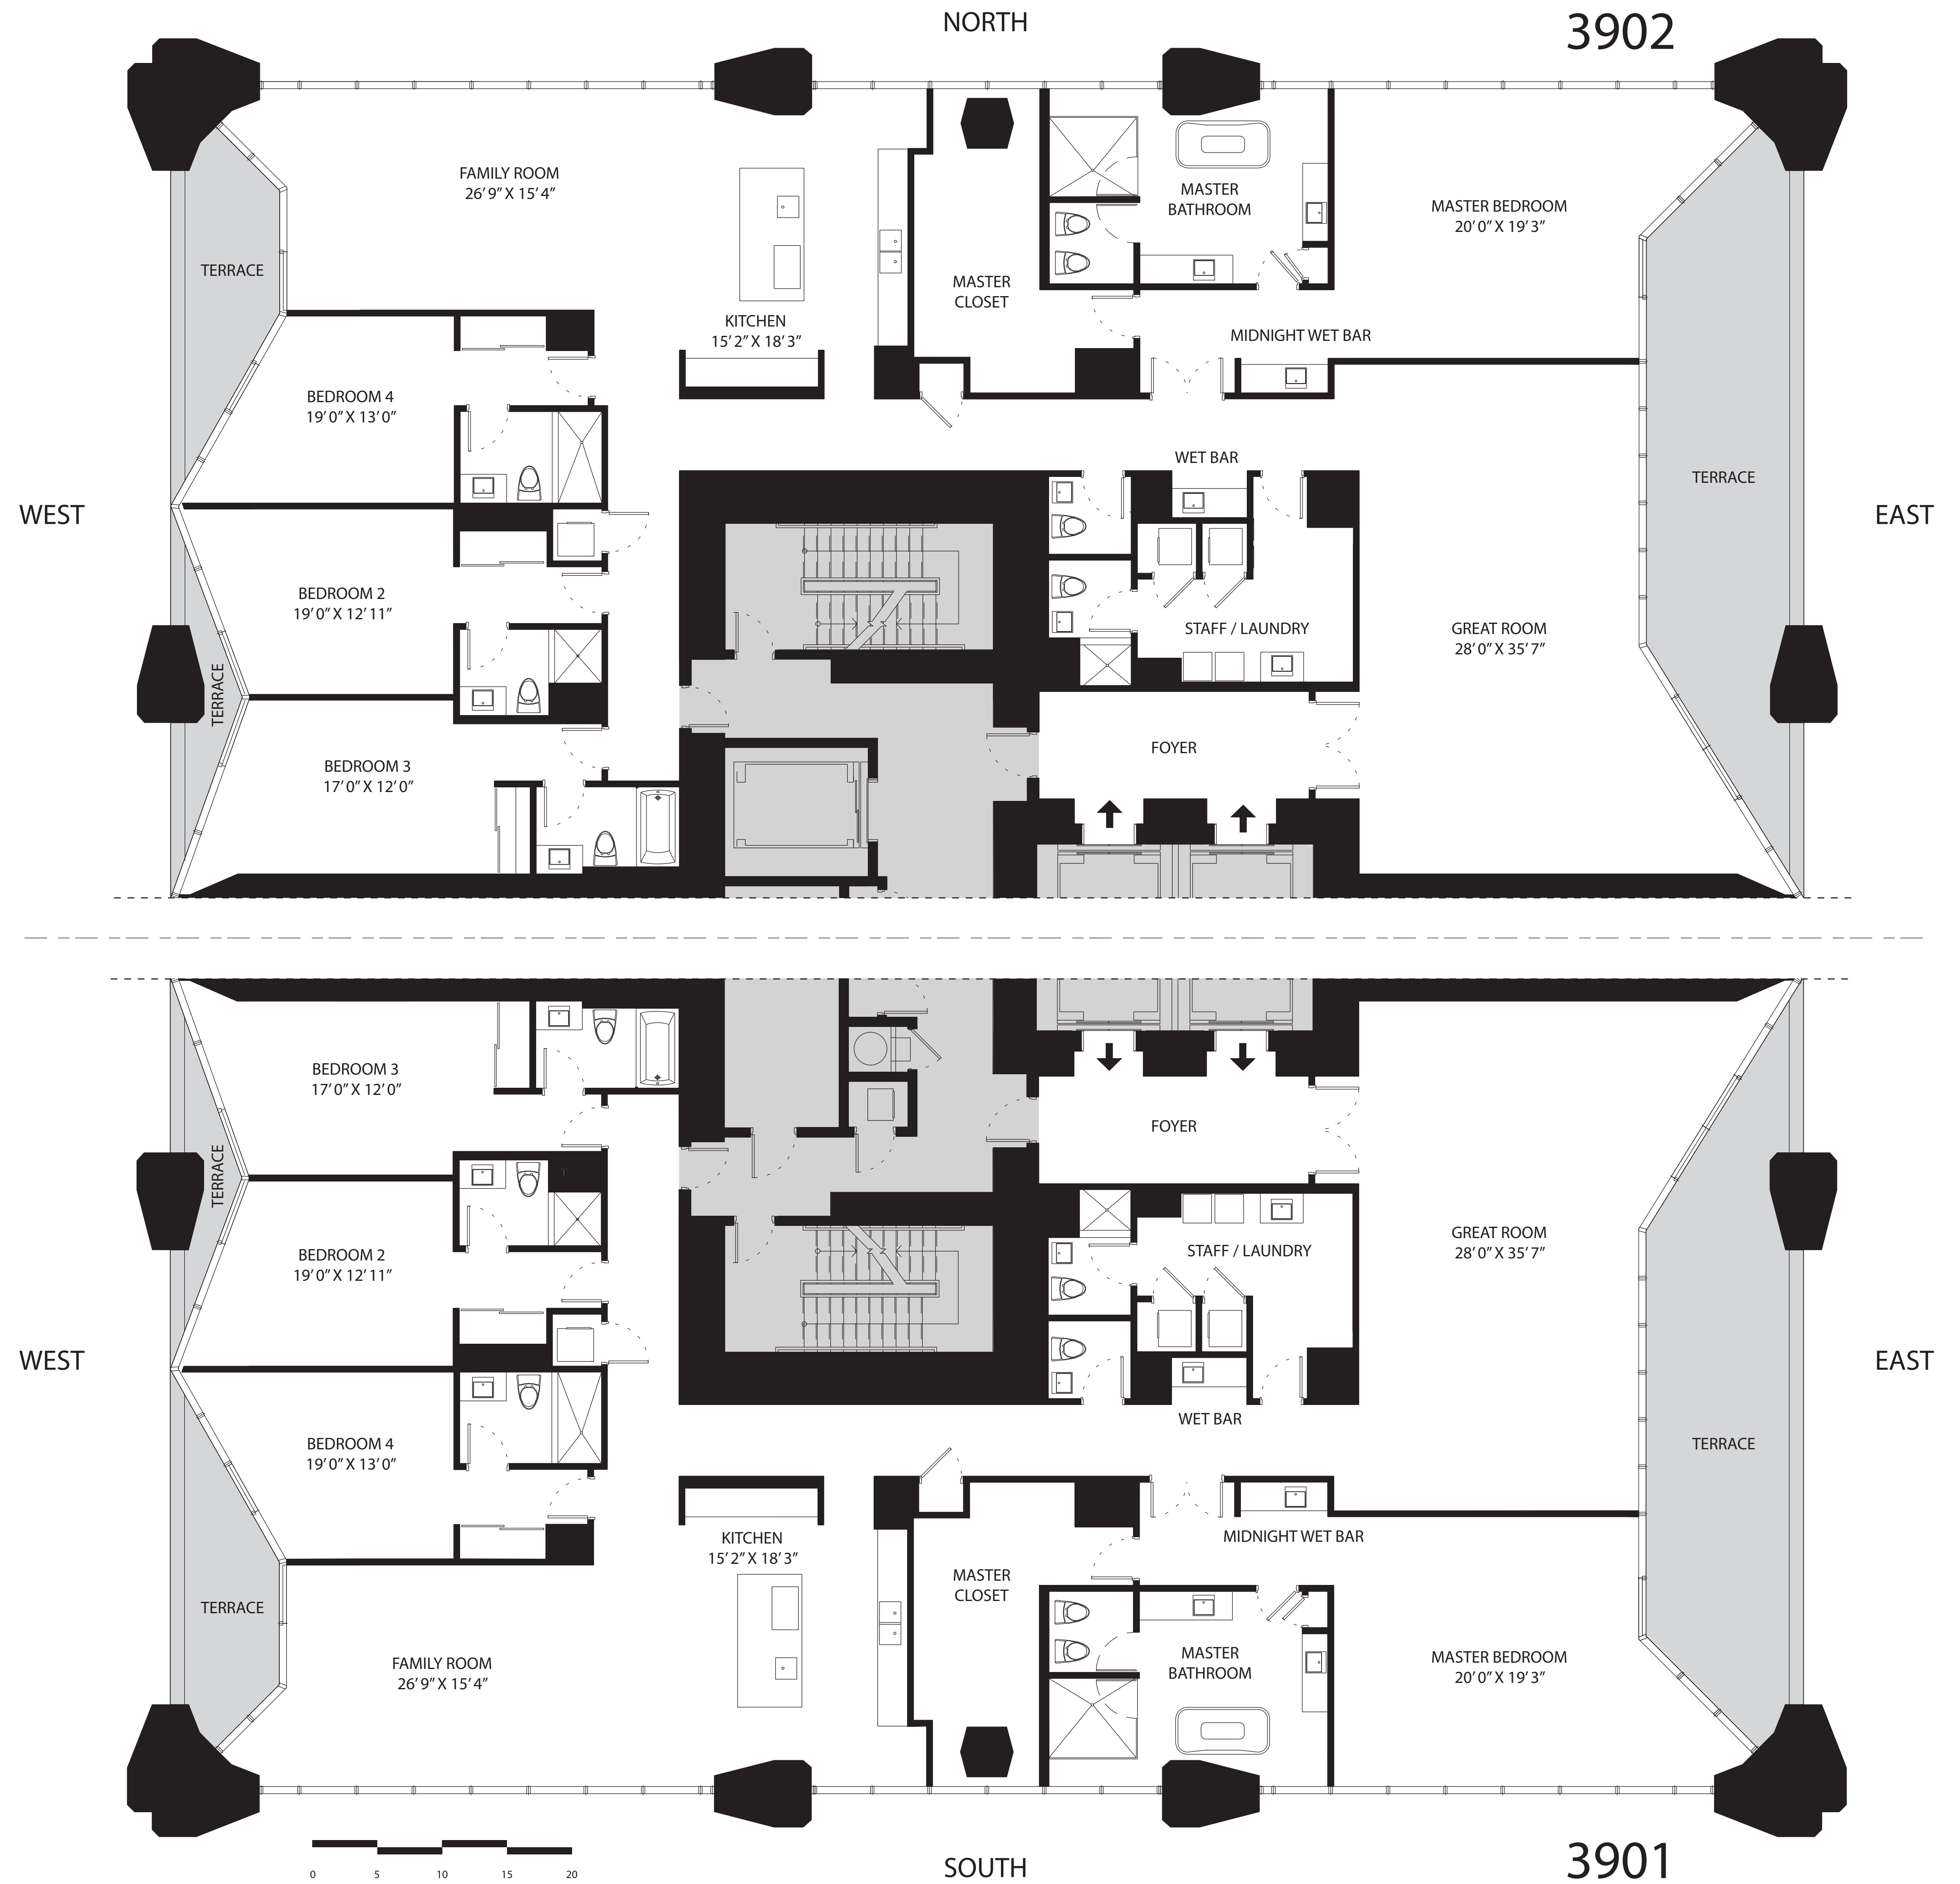 NORTH
3902
FAMILY ROOM
26’ 9” X 15’ 4”
MASTER
BATHROOM
MASTER BEDROOM
20’ 0” X 19’ 3”
TERRACE
MASTER
CLOSET
KITCHEN
15’ 2” X 18’ 3”
MIDNIGHT WET BAR
BEDROOM 4
19’ 0” X 13’ 0”
WET BAR
TERRACE
WEST
EAST
BEDROOM 2
19’ 0” X 12’ 11”
STAFF / LAUNDRY
GREAT ROOM
28’ 0” X 35’ 7”
TERRACE
FOYER
BEDROOM 3
17’ 0” X 12’ 0”
BEDROOM 3
17’ 0” X 12’ 0”
FOYER
TERRACE
GREAT ROOM
28’ 0” X 35’ 7”
BEDROOM 2
19’ 0” X 12’ 11”
STAFF / LAUNDRY
WEST
EAST
WET BAR
BEDROOM 4
19’ 0” X 13’ 0”
TERRACE
KITCHEN
15’ 2” X 18’ 3”
MIDNIGHT WET BAR
MASTER
CLOSET
TERRACE
FAMILY ROOM
26’ 9” X 15’ 4”
MASTER
BATHROOM
MASTER BEDROOM
20’ 0” X 19’ 3”
0 5 10 15 20
SOUTH
3901